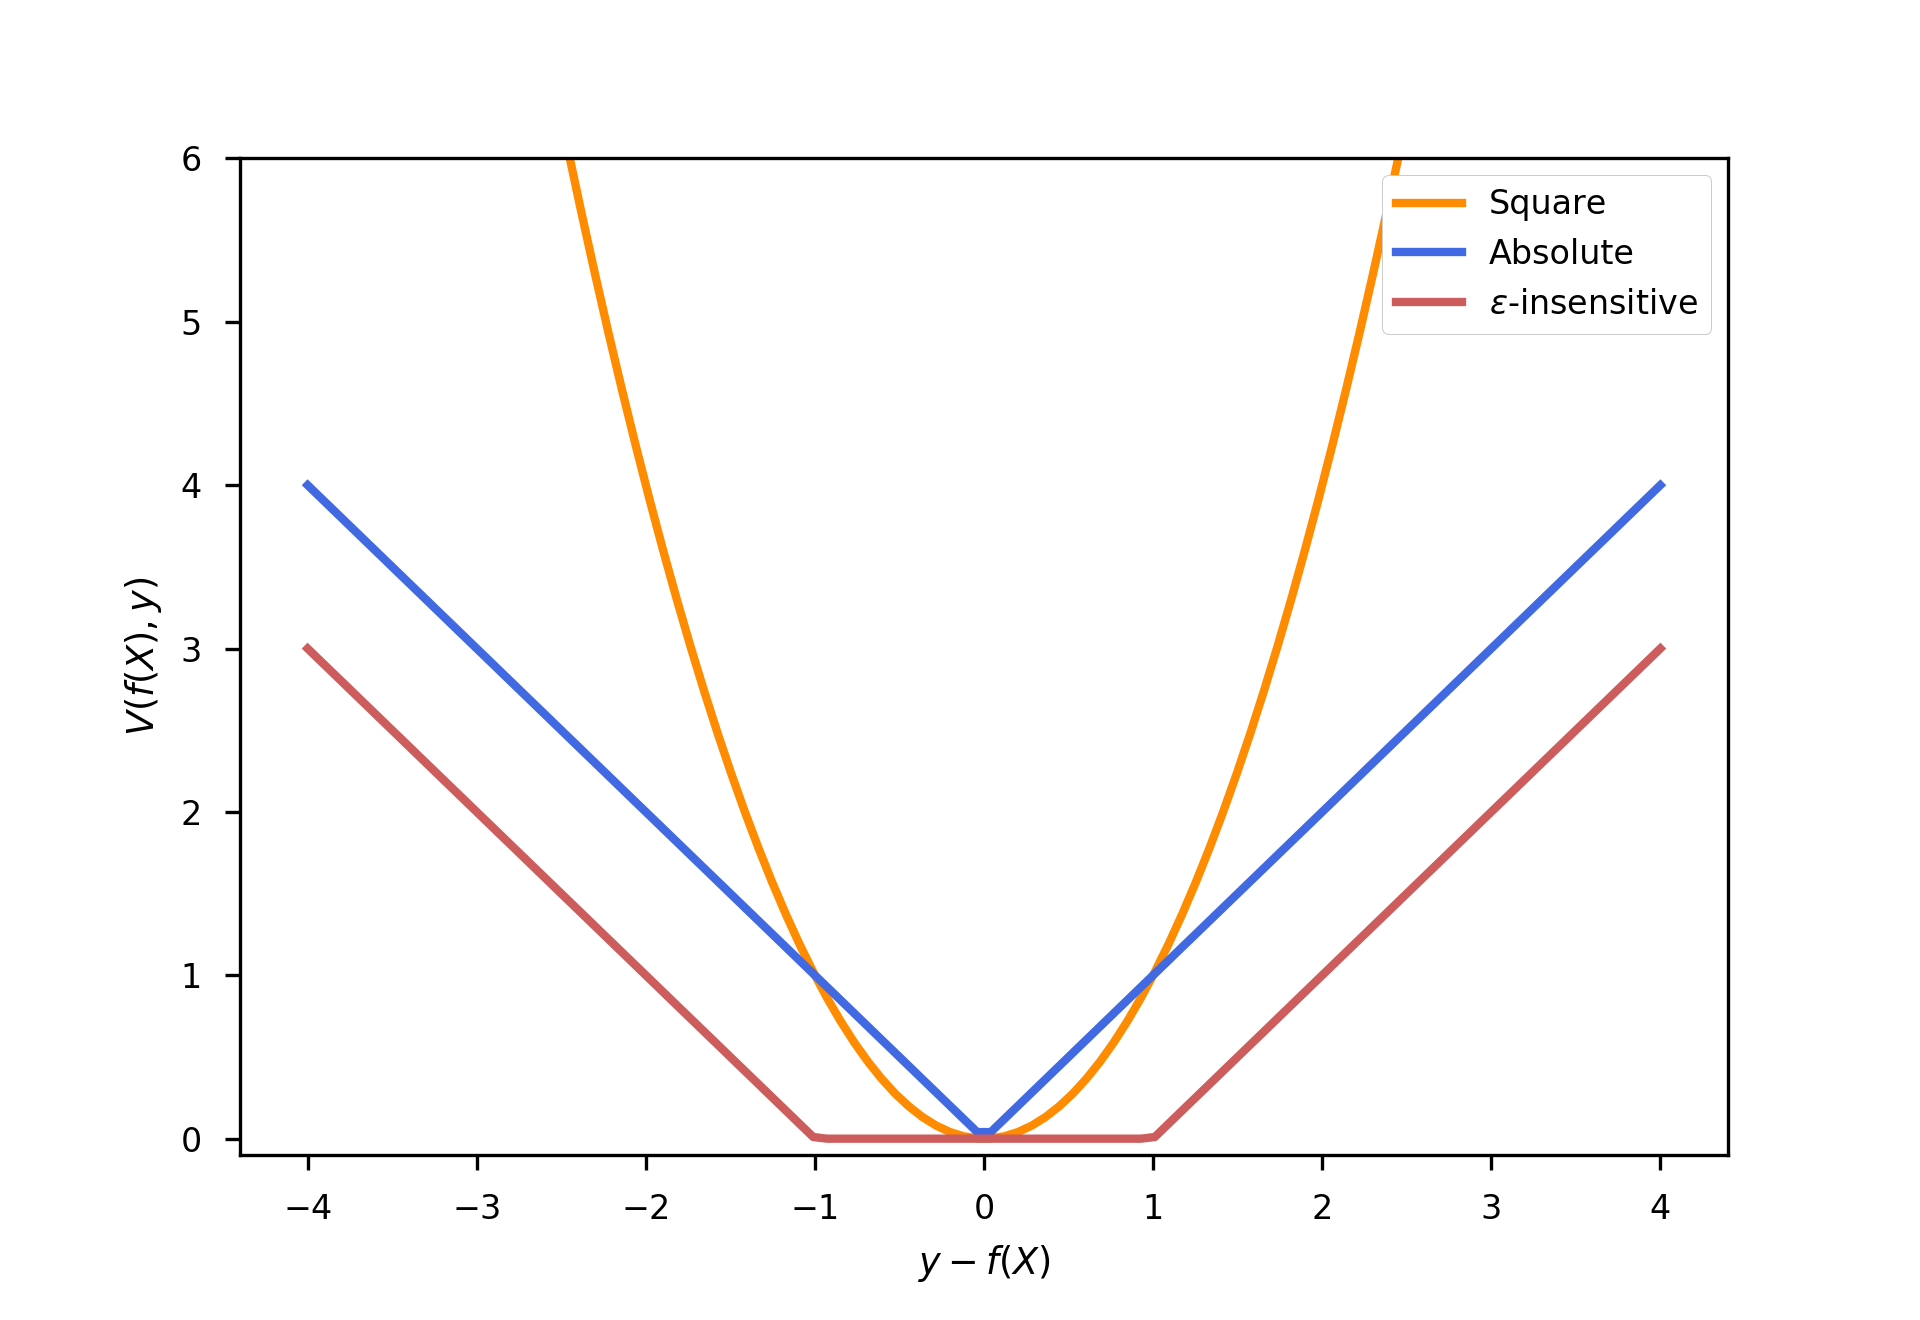 6
5
4
3
2
1
0
V(f(X), y)
Square
Absolute
ε-insensitive
−4 −3 −2 −1 0 1 2 3 4
y − f(X)